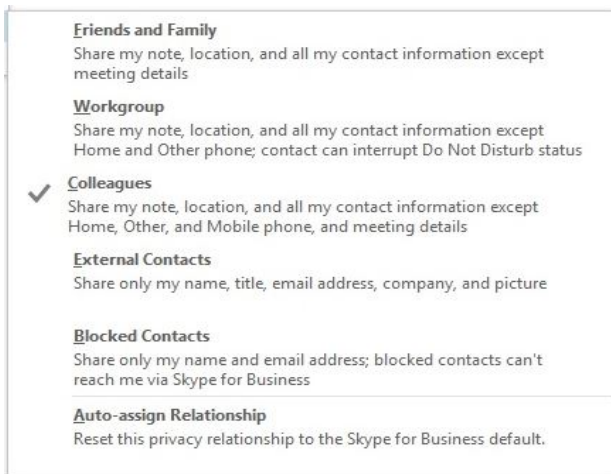 Friends and Family
Share my note, location, and all my contact information except
meeting details
Workgroup
Share my note, location, and all my contact information except
Home and Other phone; contact can interrupt Do Not Disturb status
Colleagues
Share my note, location, and all my contact information except
Home, Other, and Mobile phone, and meeting details
External Contacts
Share only my name, title, email address, company, and picture
Blocked Contacts
Share only my name and email address; blocked contacts can't
reach me via Skype for Business
Auto-assign Relationship
Reset this privacy relationship to the Skype for Business default.